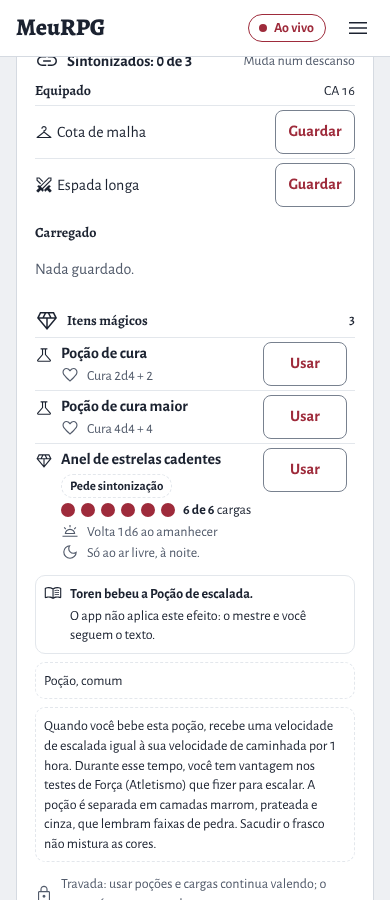 MeuRPG
Ao vivo
Sintonizados: 0 de 3
Muda num descanso
Equipado
CA 16
Cota de malha
Guardar
Espada longa
Guardar
Carregado
Nada guardado.
Itens mágicos
3
Poção de cura
Cura 2d4 + 2
Usar
Poção de cura maior
Cura 4d4 + 4
Usar
Anel de estrelas cadentes
Usar
Pede sintonização
6 de 6 cargas
Volta 1d6 ao amanhecer
Só ao ar livre, à noite.
Toren bebeu a Poção de escalada.
O app não aplica este efeito: o mestre e você
seguem o texto.
Poção, comum
Quando você bebe esta poção, recebe uma velocidade
de escalada igual à sua velocidade de caminhada por 1
hora. Durante esse tempo, você tem vantagem nos
testes de Força (Atletismo) que fizer para escalar. A
poção é separada em camadas marrom, prateada e
cinza, que lembram faixas de pedra. Sacudir o frasco
não mistura as cores.
Travada: usar poções e cargas continua valendo; o